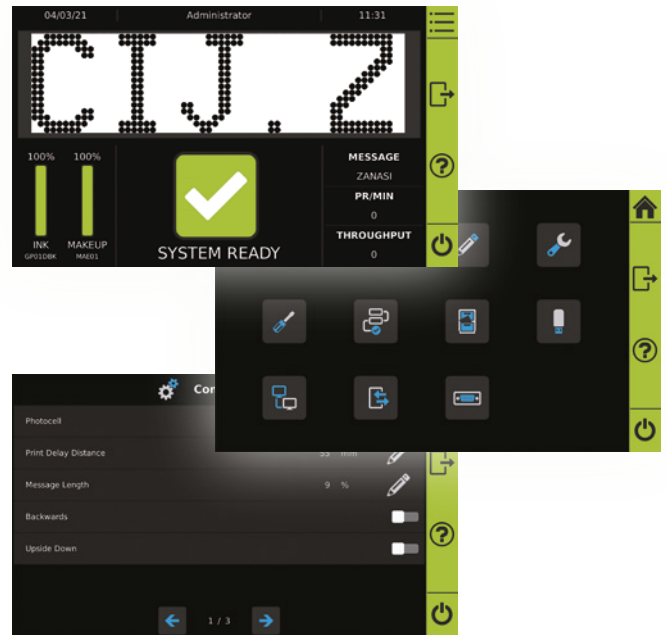 04/03/21 Administrator 11:31
CIJ.Z
100% 100%
INK MAKEUP
GP01DBK MAE01
SYSTEM READY
MESSAGE
ZANASI
PR/MIN
0
THROUGHPUT
0
Photocell
Print Delay Distance 55 mm
Message Length 9 %
Backwards
Upside Down
1 / 3